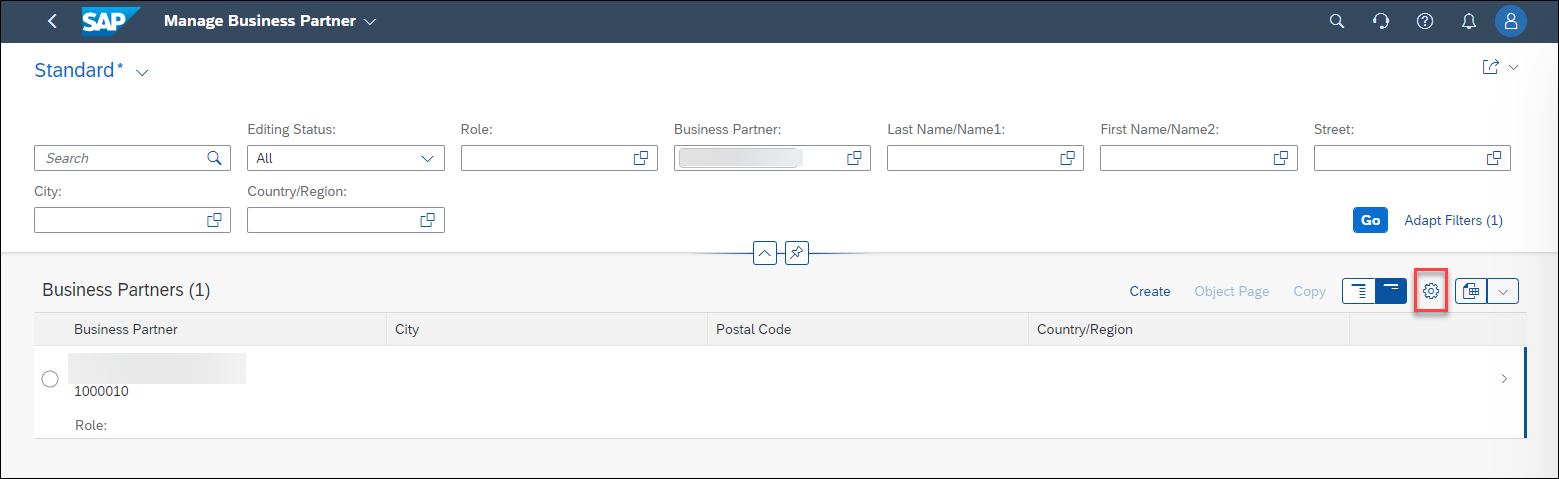 SAP Manage Business Partner
Standard*
Editing Status: Role: Business Partner: Last Name/Name1: First Name/Name2: Street:
Search All
City: Country/Region:
Go Adapt Filters (1)
Business Partners (1) Create Object Page Copy
Business Partner City Postal Code Country/Region
1000010
Role: